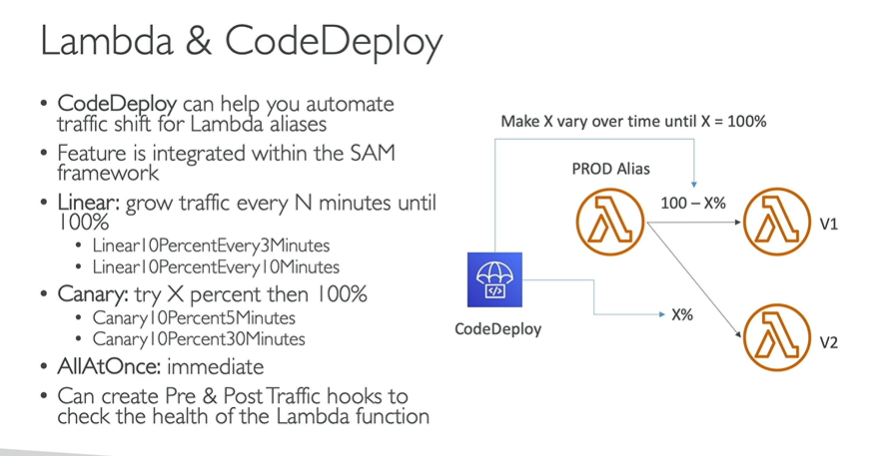 Lambda & CodeDeploy
• CodeDeploy can help you automate
traffic shift for Lambda aliases
• Feature is integrated within the SAM
framework
• Linear: grow traffic every N minutes until
100%
• Linear10PercentEvery3Minutes
• Linear10PercentEvery10Minutes
• Canary: try X percent then 100%
• Canary10Percent5Minutes
• Canary10Percent30Minutes
• AllAtOnce: immediate
• Can create Pre & Post Traffic hooks to
check the health of the Lambda function
Make X vary over time until X = 100%
PROD Alias
100 – X%
V1
CodeDeploy
X%
V2